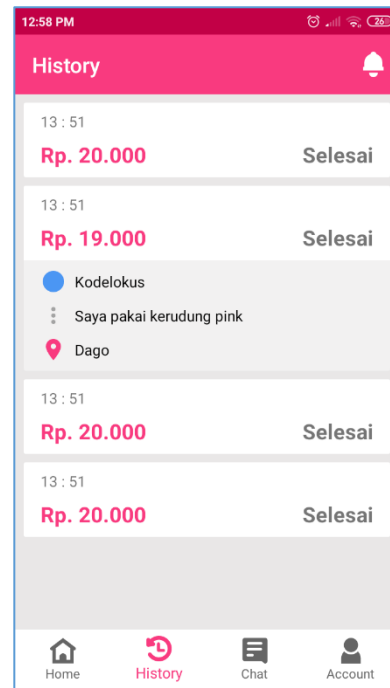 12:58 PM 26
History
13 : 51
Rp. 20.000 Selesai
13 : 51
Rp. 19.000 Selesai
Kodelokus
Saya pakai kerudung pink
Dago
13 : 51
Rp. 20.000 Selesai
13 : 51
Rp. 20.000 Selesai
Home History Chat Account